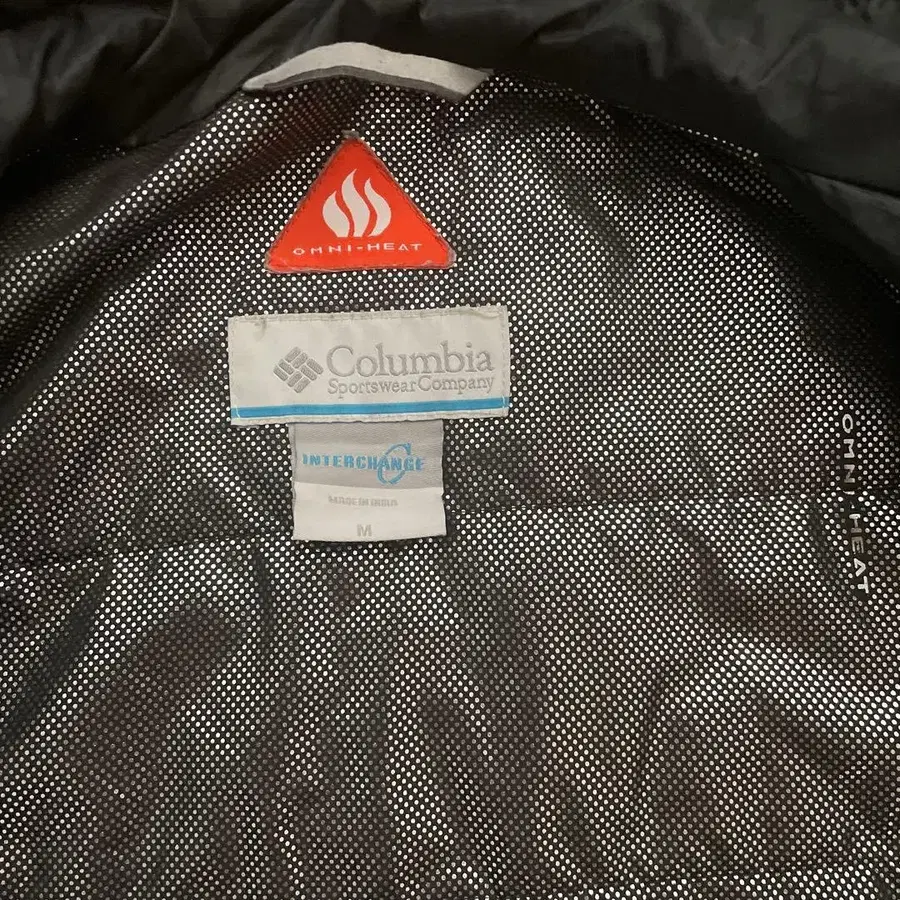 OMNI-HEAT
Columbia
Sportswear Company
INTERCHANGE
MADE IN INDIA
M
OMNI-HEAT